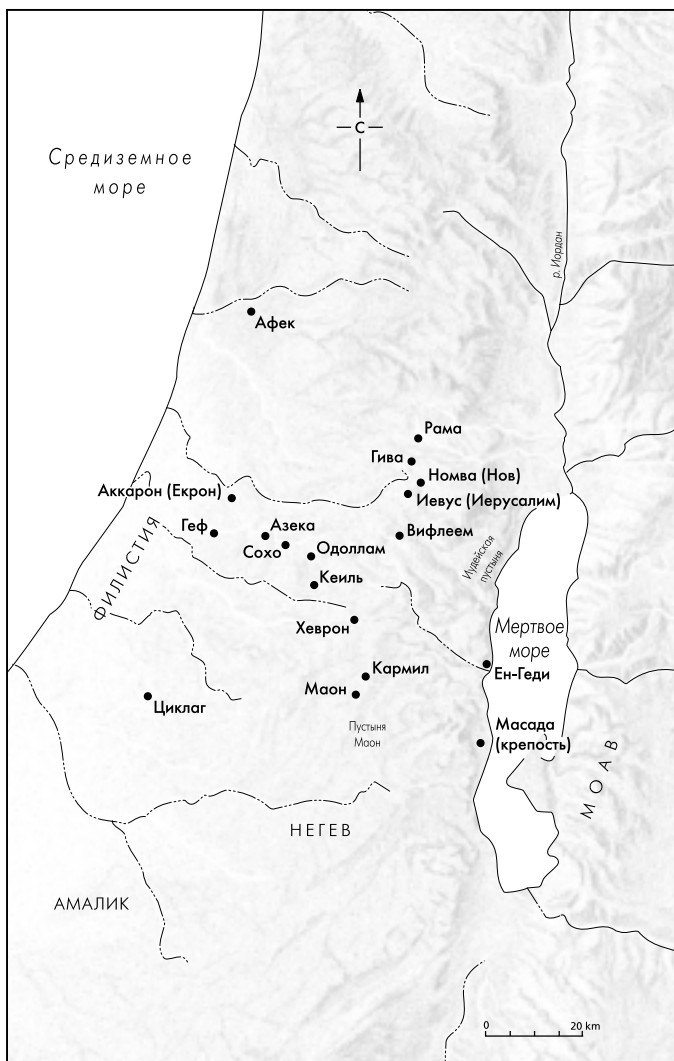 С
Средиземное
море
р. Иордан
Афек
Рама
Гива
Номва (Нов)
Аккарон (Екрон)
Иевус (Иерусалим)
Геф
Азека
Вифлеем
Сохо
Одоллам
ФИЛИСТИЯ
Иудейская
пустыня
Кеиль
Хеврон
Мертвое
море
Ен-Геди
Кармил
Маон
Циклаг
Пустыня
Маон
Масада
(крепость)
МОАВ
НЕГЕВ
АМАЛИК
0
20 km